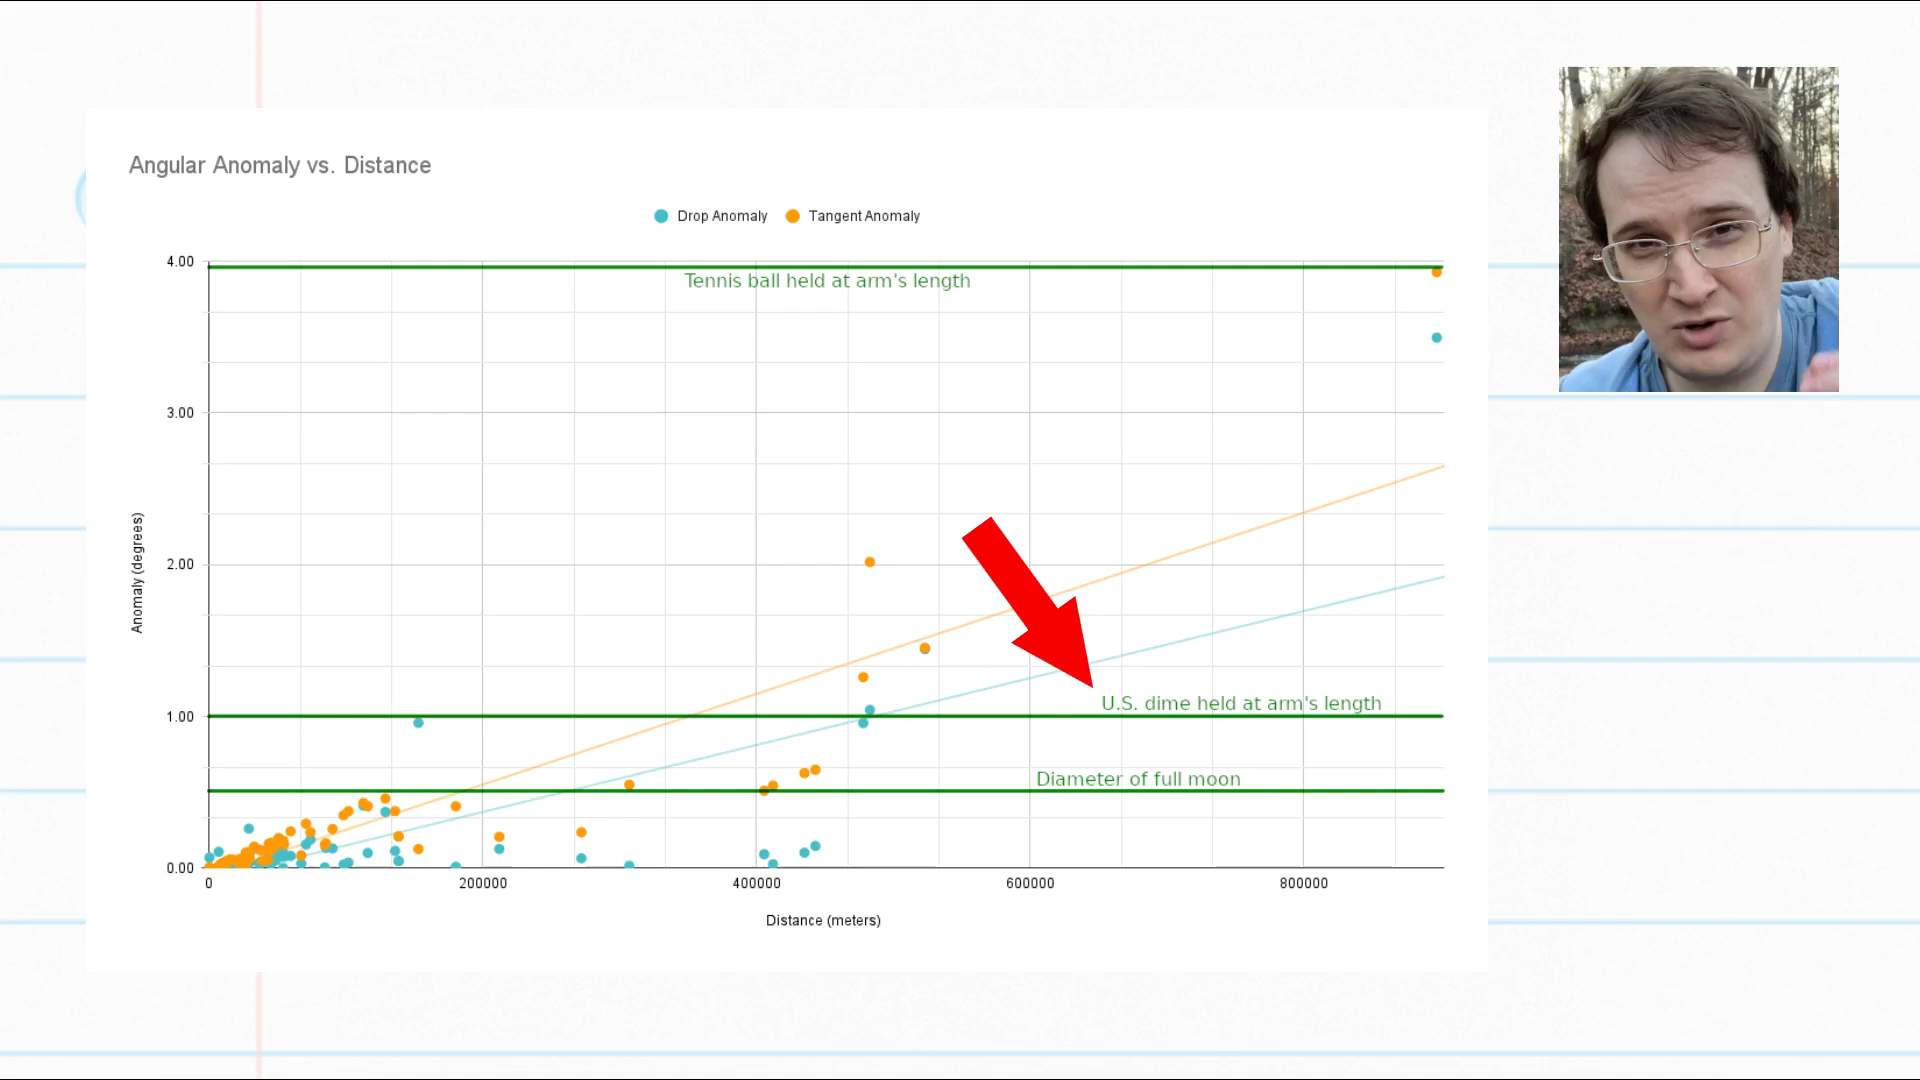 Angular Anomaly vs. Distance
Drop Anomaly Tangent Anomaly
4.00
Tennis ball held at arm's length
3.00
Anomaly (degrees)
2.00
U.S. dime held at arm's length
1.00
Diameter of full moon
0.00
0 200000 400000 600000 800000
Distance (meters)